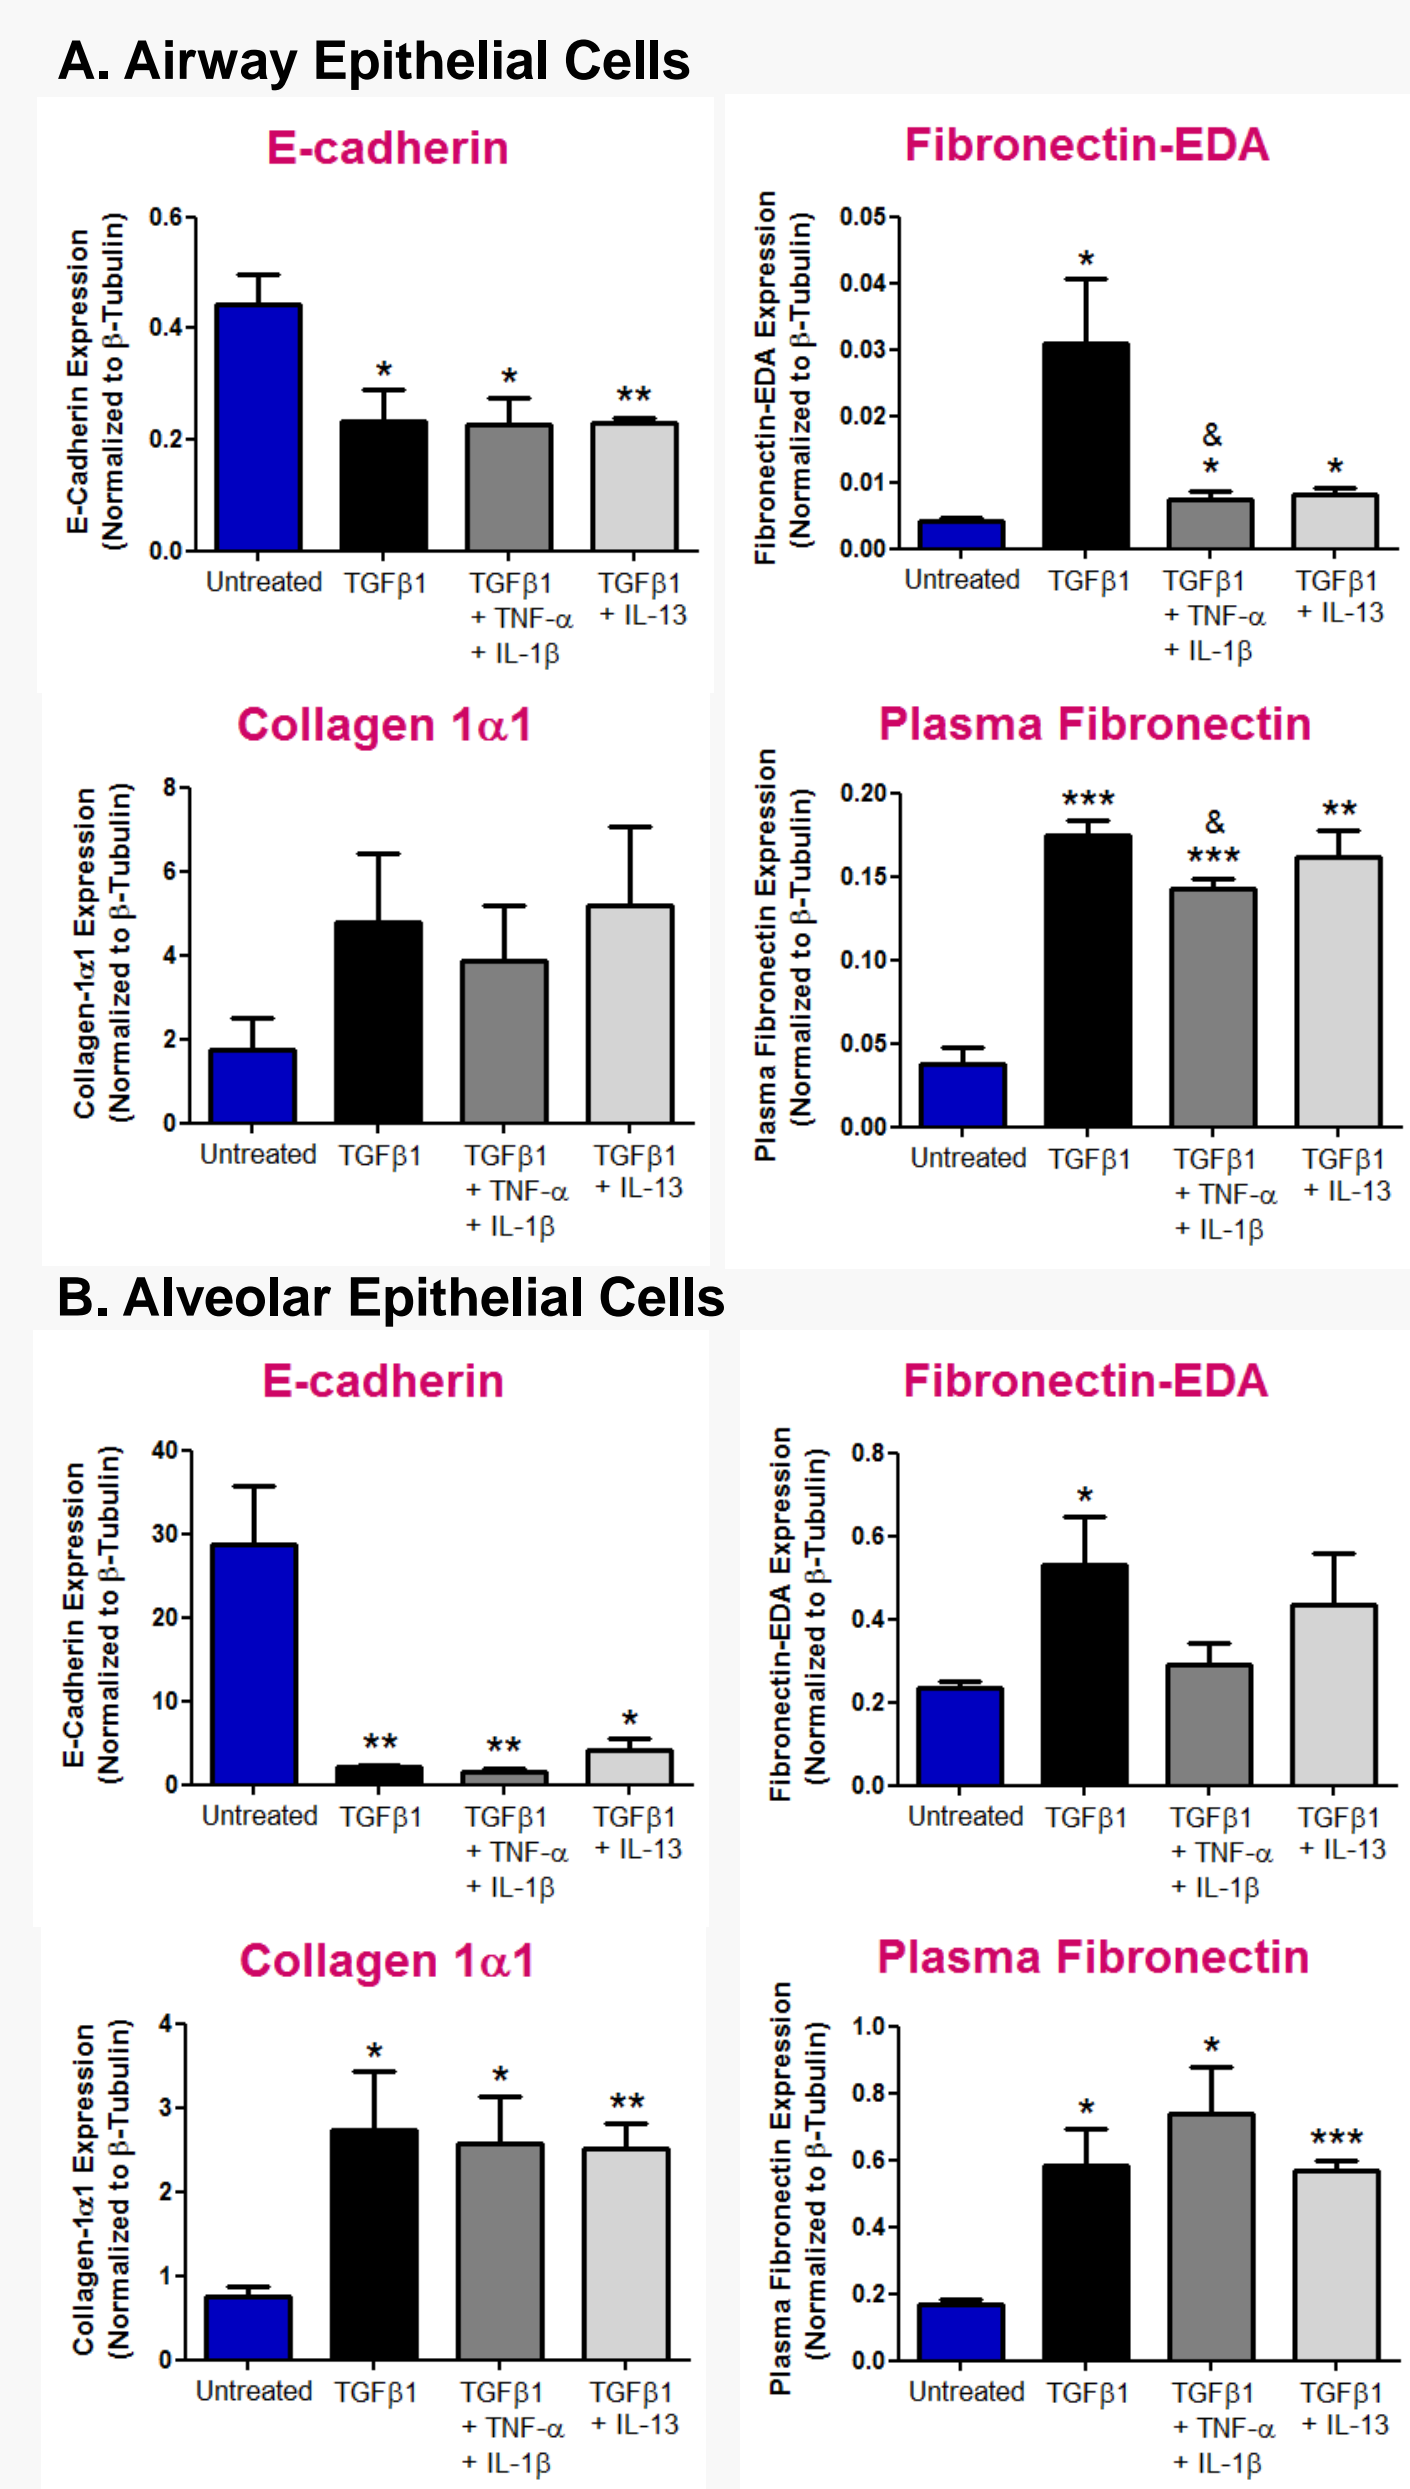 A. Airway Epithelial Cells
E-cadherin
E-Cadherin Expression
(Normalized to β-Tubulin)
0.6
0.4
0.2
0.0
*
*
**
Untreated TGFβ1 TGFβ1 TGFβ1
+ TNF-α + IL-13
+ IL-1β
Fibronectin-EDA
Fibronectin-EDA Expression
(Normalized to β-Tubulin)
0.05
0.04
0.03
0.02
0.01
0.00
*
&
*
*
Untreated TGFβ1 TGFβ1 TGFβ1
+ TNF-α + IL-13
+ IL-1β
Collagen 1α1
Collagen-1α1 Expression
(Normalized to β-Tubulin)
8
6
4
2
0
Untreated TGFβ1 TGFβ1 TGFβ1
+ TNF-α + IL-13
+ IL-1β
Plasma Fibronectin
Plasma Fibronectin Expression
(Normalized to β-Tubulin)
0.20
0.15
0.10
0.05
0.00
***
&
***
**
Untreated TGFβ1 TGFβ1 TGFβ1
+ TNF-α + IL-13
+ IL-1β
B. Alveolar Epithelial Cells
E-cadherin
E-Cadherin Expression
(Normalized to β-Tubulin)
40
30
20
10
0
**
**
*
Untreated TGFβ1 TGFβ1 TGFβ1
+ TNF-α + IL-13
+ IL-1β
Fibronectin-EDA
Fibronectin-EDA Expression
(Normalized to β-Tubulin)
0.8
0.6
0.4
0.2
0.0
*
Untreated TGFβ1 TGFβ1 TGFβ1
+ TNF-α + IL-13
+ IL-1β
Collagen 1α1
Collagen-1α1 Expression
(Normalized to β-Tubulin)
4
3
2
1
0
*
*
**
Untreated TGFβ1 TGFβ1 TGFβ1
+ TNF-α + IL-13
+ IL-1β
Plasma Fibronectin
Plasma Fibronectin Expression
(Normalized to β-Tubulin)
1.0
0.8
0.6
0.4
0.2
0.0
*
*
***
Untreated TGFβ1 TGFβ1 TGFβ1
+ TNF-α + IL-13
+ IL-1β